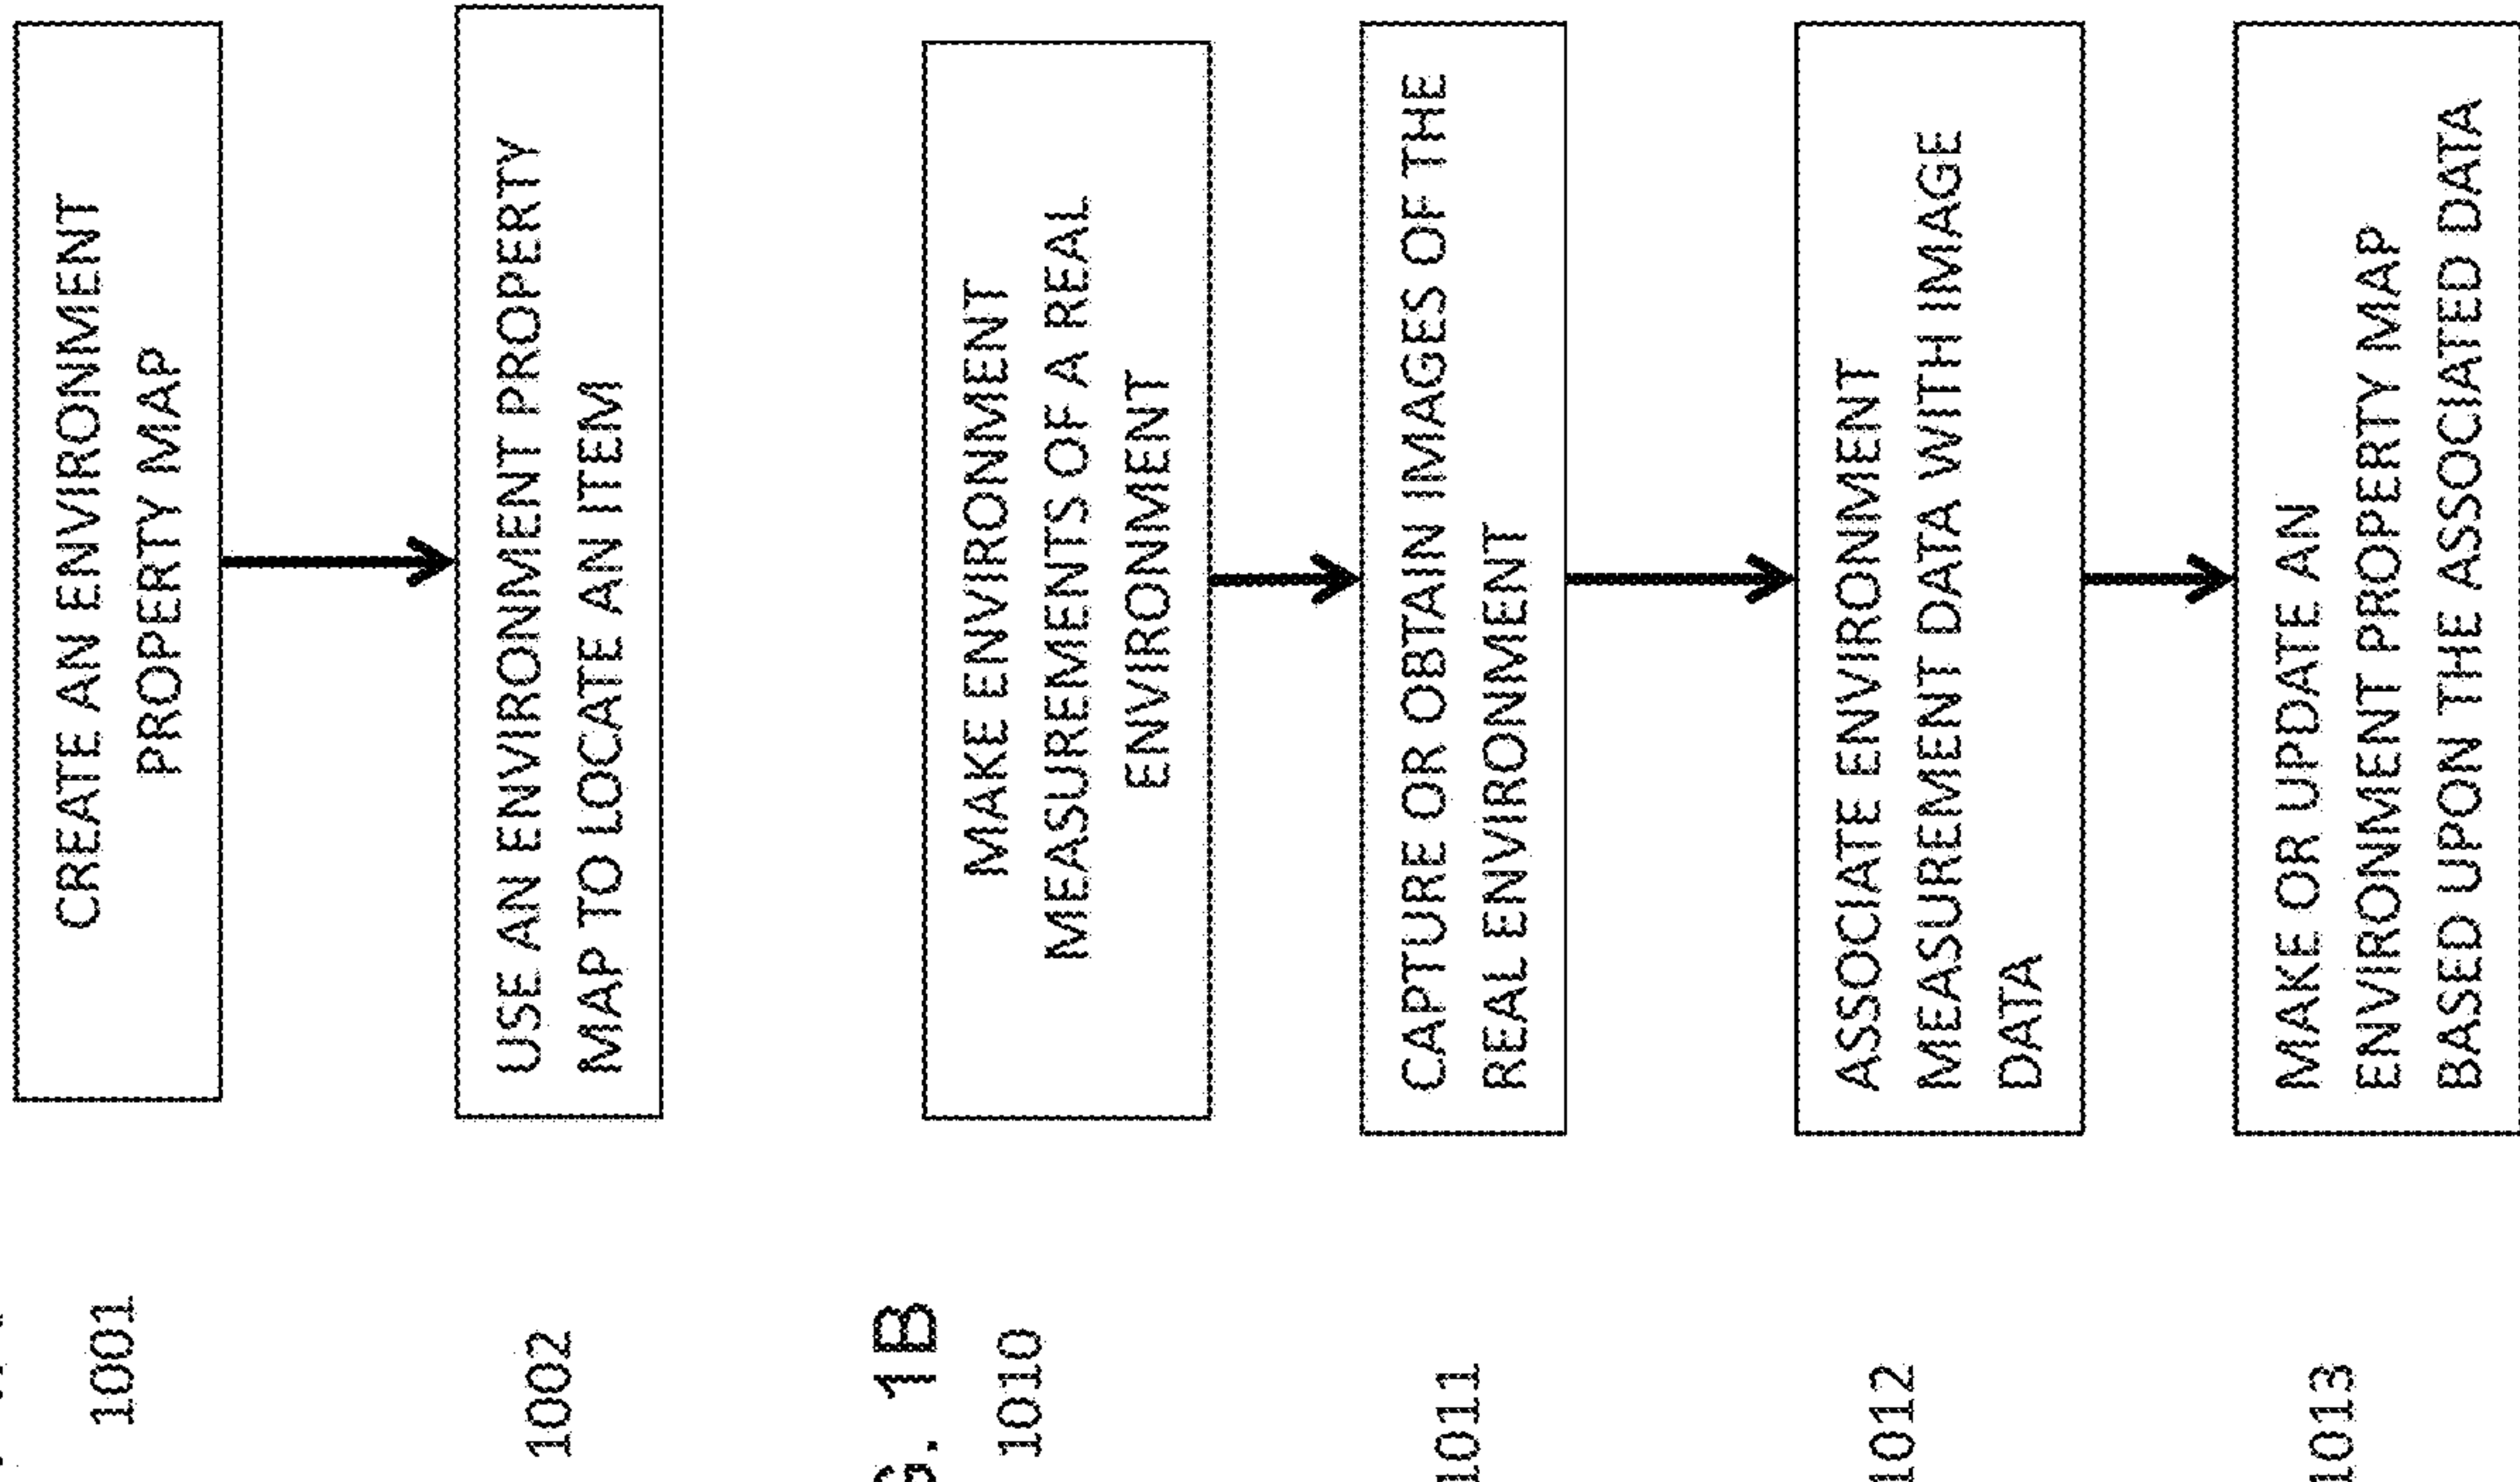 1001
CREATE AN ENVIRONMENT
PROPERTY MAP
1002
USE AN ENVIRONMENT PROPERTY
MAP TO LOCATE AN ITEM
G. 1B
1010
MAKE ENVIRONMENT
MEASUREMENTS OF A REAL
ENVIRONMENT
1011
CAPTURE OR OBTAIN IMAGES OF THE
REAL ENVIRONMENT
1012
ASSOCIATE ENVIRONMENT
MEASUREMENT DATA WITH IMAGE
DATA
1013
MAKE OR UPDATE AN
ENVIRONMENT PROPERTY MAP
BASED UPON THE ASSOCIATED DATA